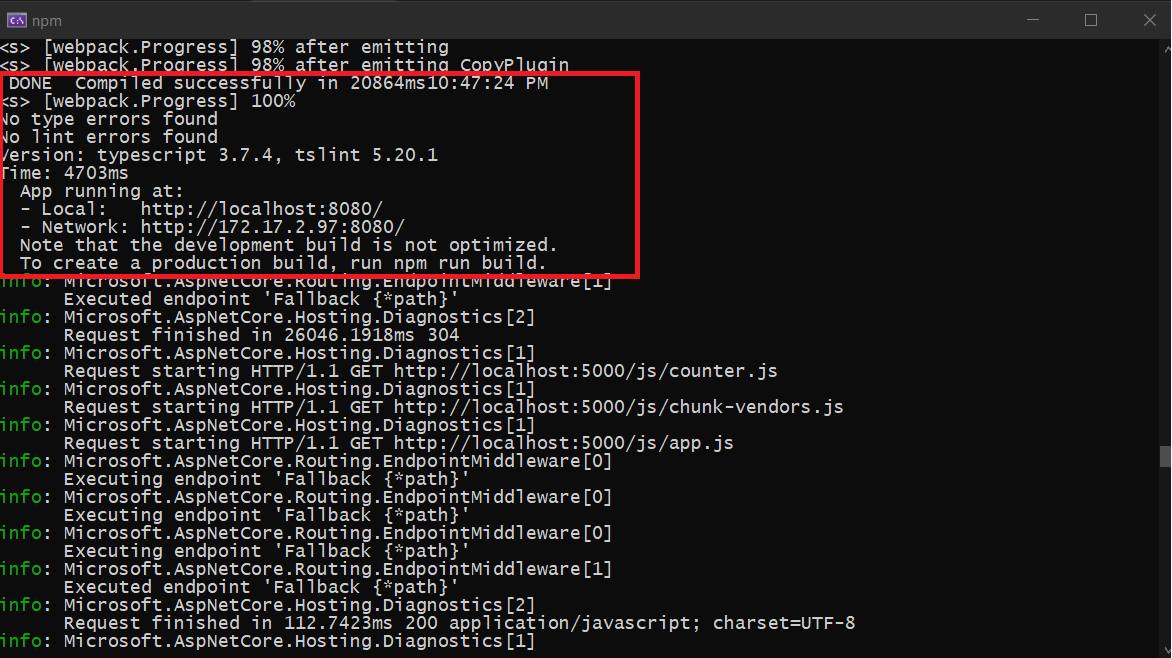 npm
<s> [webpack.Progress] 98% after emitting
<s> [webpack.Progress] 98% after emitting CopyPlugin
DONE  Compiled successfully in 20864ms10:47:24 PM
<s> [webpack.Progress] 100%
No type errors found
No lint errors found
Version: typescript 3.7.4, tslint 5.20.1
Time: 4703ms
  App running at:
  - Local:   http://localhost:8080/
  - Network: http://172.17.2.97:8080/
  Note that the development build is not optimized.
  To create a production build, run npm run build.
info: Microsoft.AspNetCore.Routing.EndpointMiddleware[1]
      Executed endpoint 'Fallback {*path}'
info: Microsoft.AspNetCore.Hosting.Diagnostics[2]
      Request finished in 26046.1918ms 304
info: Microsoft.AspNetCore.Hosting.Diagnostics[1]
      Request starting HTTP/1.1 GET http://localhost:5000/js/counter.js
info: Microsoft.AspNetCore.Hosting.Diagnostics[1]
      Request starting HTTP/1.1 GET http://localhost:5000/js/chunk-vendors.js
info: Microsoft.AspNetCore.Hosting.Diagnostics[1]
      Request starting HTTP/1.1 GET http://localhost:5000/js/app.js
info: Microsoft.AspNetCore.Routing.EndpointMiddleware[0]
      Executing endpoint 'Fallback {*path}'
info: Microsoft.AspNetCore.Routing.EndpointMiddleware[0]
      Executing endpoint 'Fallback {*path}'
info: Microsoft.AspNetCore.Routing.EndpointMiddleware[0]
      Executing endpoint 'Fallback {*path}'
info: Microsoft.AspNetCore.Routing.EndpointMiddleware[1]
      Executed endpoint 'Fallback {*path}'
info: Microsoft.AspNetCore.Hosting.Diagnostics[2]
      Request finished in 112.7423ms 200 application/javascript; charset=UTF-8
info: Microsoft.AspNetCore.Hosting.Diagnostics[1]